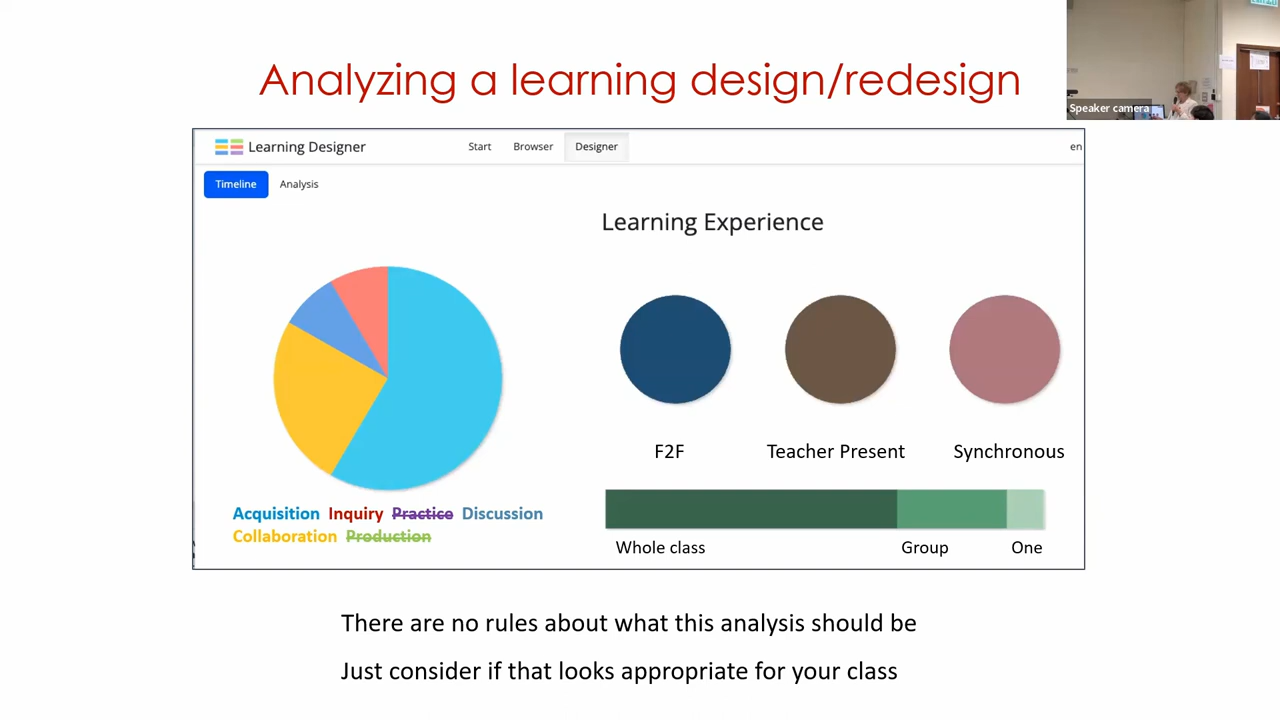 Analyzing a learning design/redesign
Speaker camera
Learning Designer Start Browser Designer en
Timeline Analysis
Learning Experience
F2F Teacher Present Synchronous
Acquisition Inquiry Practice Discussion
Collaboration Production
Whole class Group One
There are no rules about what this analysis should be
Just consider if that looks appropriate for your class